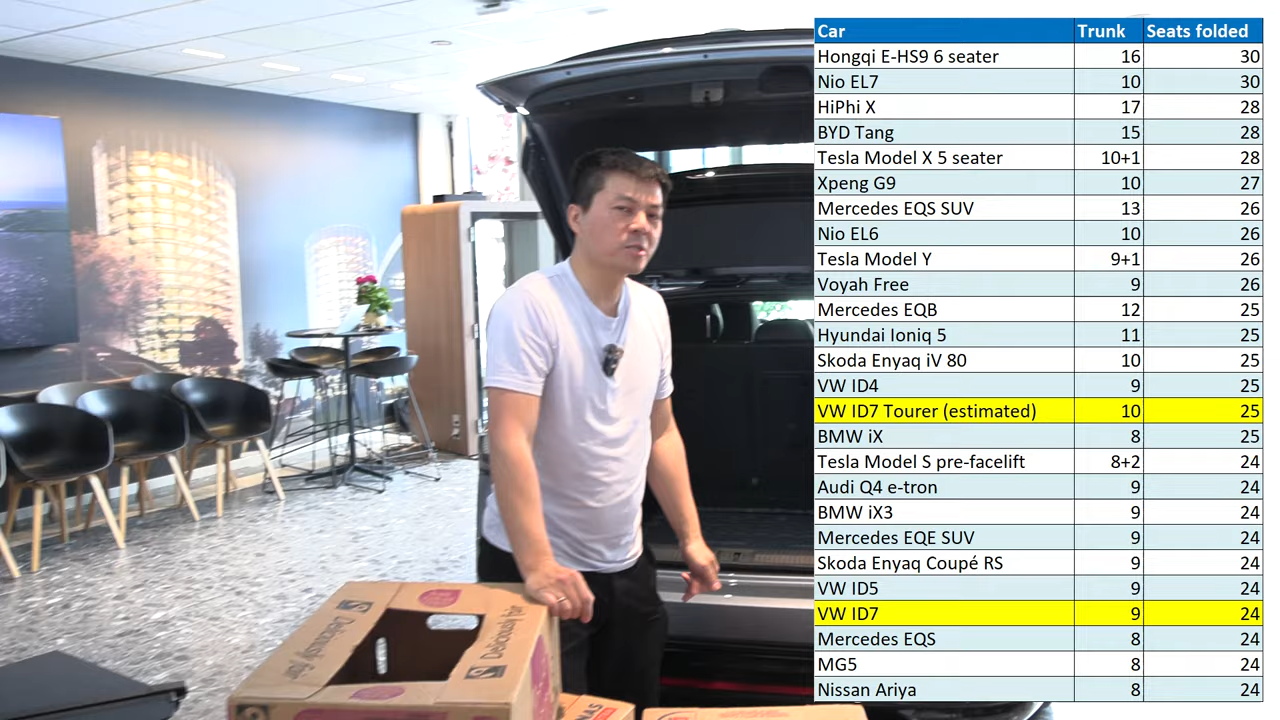 Car Trunk Seats folded
Hongqi E-HS9 6 seater 16 30
Nio EL7 10 30
HiPhi X 17 28
BYD Tang 15 28
Tesla Model X 5 seater 10+1 28
Xpeng G9 10 27
Mercedes EQS SUV 13 26
Nio EL6 10 26
Tesla Model Y 9+1 26
Voyah Free 9 26
Mercedes EQB 12 25
Hyundai Ioniq 5 11 25
Skoda Enyaq iV 80 10 25
VW ID4 9 25
VW ID7 Tourer (estimated) 10 25
BMW iX 8 25
Tesla Model S pre-facelift 8+2 24
Audi Q4 e-tron 9 24
BMW iX3 9 24
Mercedes EQE SUV 9 24
Skoda Enyaq Coupé RS 9 24
VW ID5 9 24
VW ID7 9 24
Mercedes EQS 8 24
MG5 8 24
Nissan Ariya 8 24
Deliciously fair
Deliciously fair
NAS